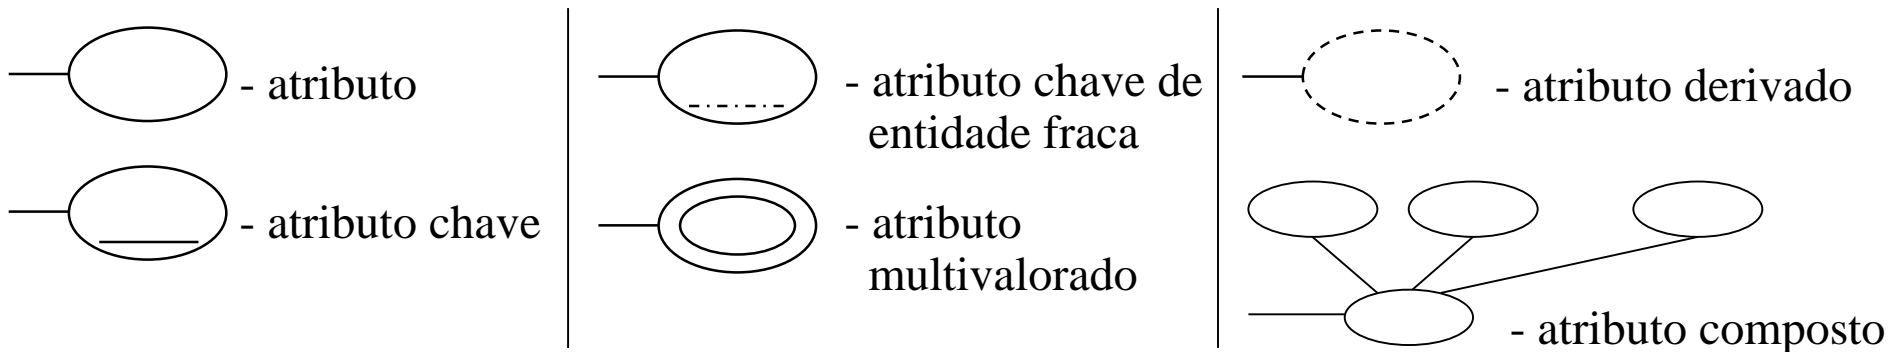 - atributo
- atributo chave
- atributo chave de
entidade fraca
- atributo
multivalorado
- atributo derivado
- atributo composto